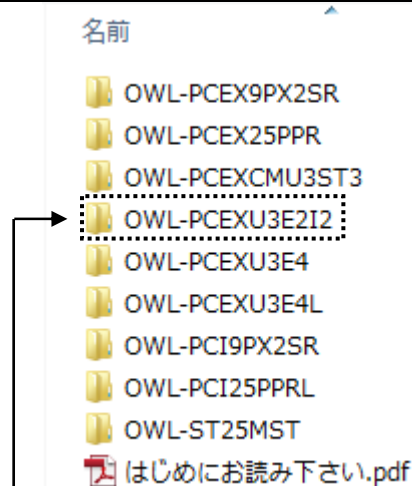 名前
OWL-PCEX9PX2SR
OWL-PCEX25PPR
OWL-PCEXCMU3ST3
OWL-PCEXU3E2I2
OWL-PCEXU3E4
OWL-PCEXU3E4L
OWL-PCI9PX2SR
OWL-PCI25PPRL
OWL-ST25MST
はじめにお読み下さい.pdf